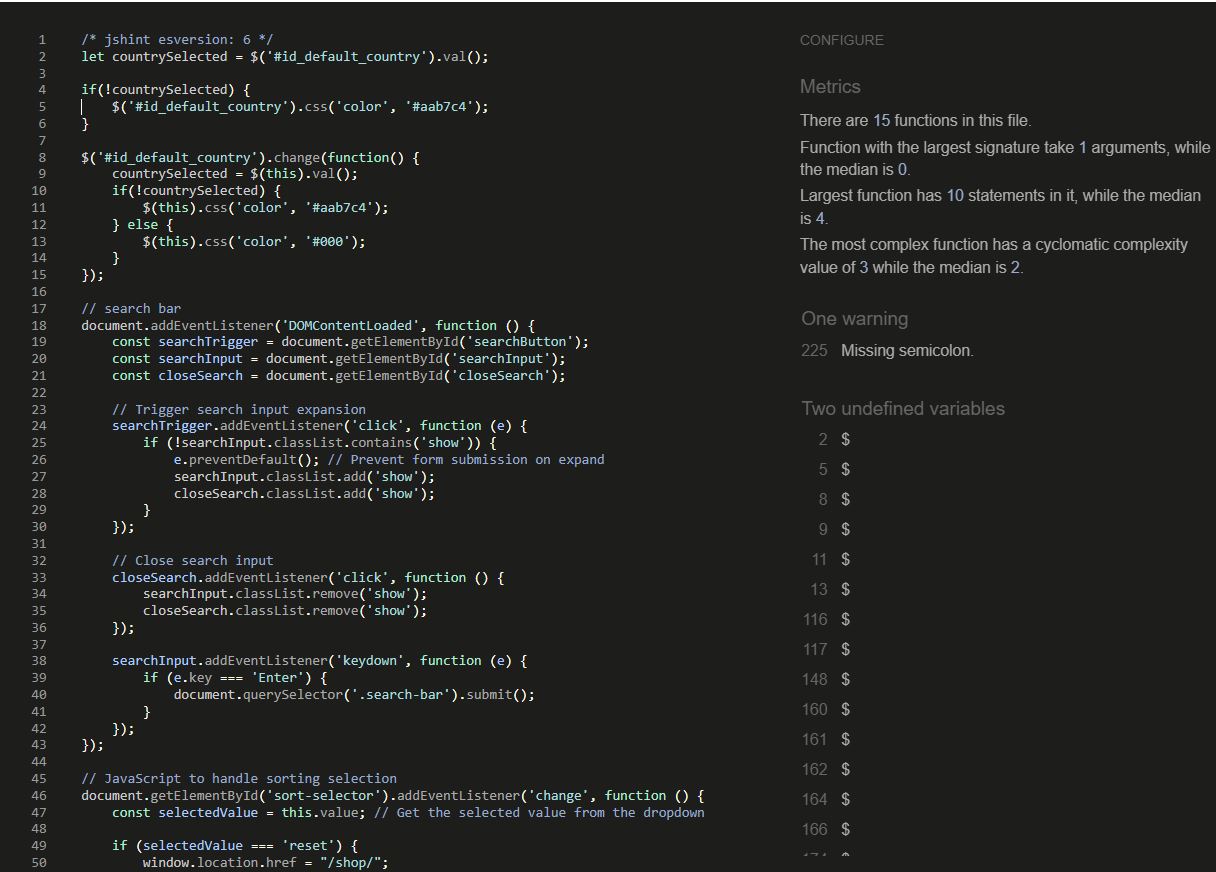 1 /* jshint esversion: 6 */
2 let countrySelected = $('#id_default_country').val();
3
4 if(!countrySelected) {
5     $('#id_default_country').css('color', '#aab7c4');
6 }
7
8 $('#id_default_country').change(function() {
9     countrySelected = $(this).val();
10     if(!countrySelected) {
11         $(this).css('color', '#aab7c4');
12     } else {
13         $(this).css('color', '#000');
14     }
15 });
16
17 // search bar
18 document.addEventListener('DOMContentLoaded', function () {
19     const searchTrigger = document.getElementById('searchButton');
20     const searchInput = document.getElementById('searchInput');
21     const closeSearch = document.getElementById('closeSearch');
22
23     // Trigger search input expansion
24     searchTrigger.addEventListener('click', function (e) {
25         if (!searchInput.classList.contains('show')) {
26             e.preventDefault(); // Prevent form submission on expand
27             searchInput.classList.add('show');
28             closeSearch.classList.add('show');
29         }
30     });
31
32     // Close search input
33     closeSearch.addEventListener('click', function () {
34         searchInput.classList.remove('show');
35         closeSearch.classList.remove('show');
36     });
37
38     searchInput.addEventListener('keydown', function (e) {
39         if (e.key === 'Enter') {
40             document.querySelector('.search-bar').submit();
41         }
42     });
43 });
44
45 // JavaScript to handle sorting selection
46 document.getElementById('sort-selector').addEventListener('change', function () {
47     const selectedValue = this.value; // Get the selected value from the dropdown
48
49     if (selectedValue === 'reset') {
50         window.location.href = "/shop/";
CONFIGURE
Metrics
There are 15 functions in this file.
Function with the largest signature take 1 arguments, while
the median is 0.
Largest function has 10 statements in it, while the median
is 4.
The most complex function has a cyclomatic complexity
value of 3 while the median is 2.
One warning
225 Missing semicolon.
Two undefined variables
2 $
5 $
8 $
9 $
11 $
13 $
116 $
117 $
148 $
160 $
161 $
162 $
164 $
166 $